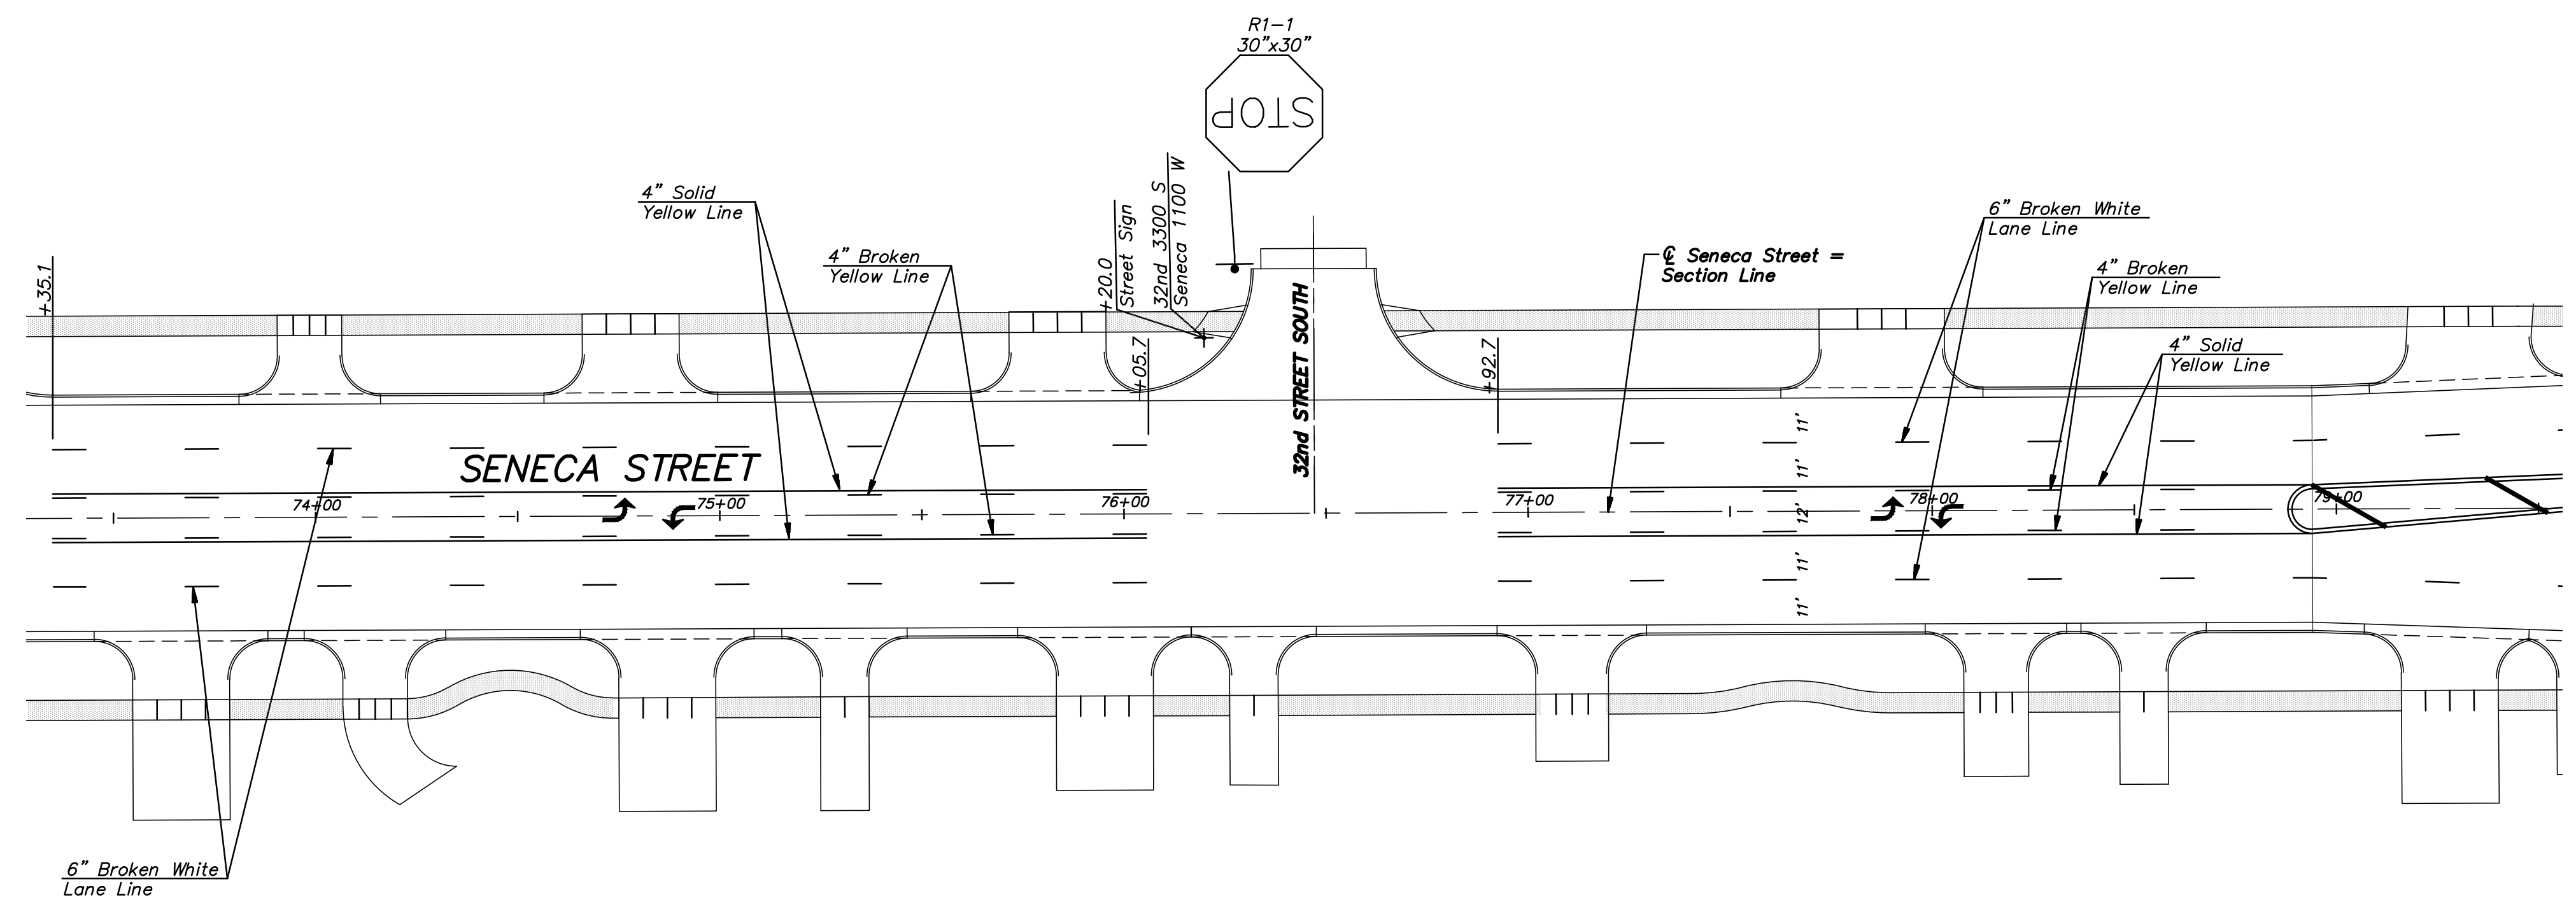 R1-1
30”x30”
STOP
4” Solid
Yellow Line
4” Broken
Yellow Line
+35.1
+20.0
Street Sign
32nd 3300 S
Seneca 1100 W
+05.7
32nd STREET SOUTH
+92.7
℄ Seneca Street =
Section Line
6” Broken White
Lane Line
4” Broken
Yellow Line
4” Solid
Yellow Line
SENECA STREET
74+00
75+00
76+00
77+00
78+00
79+00
11'
11'
12'
11'
11'
6” Broken White
Lane Line